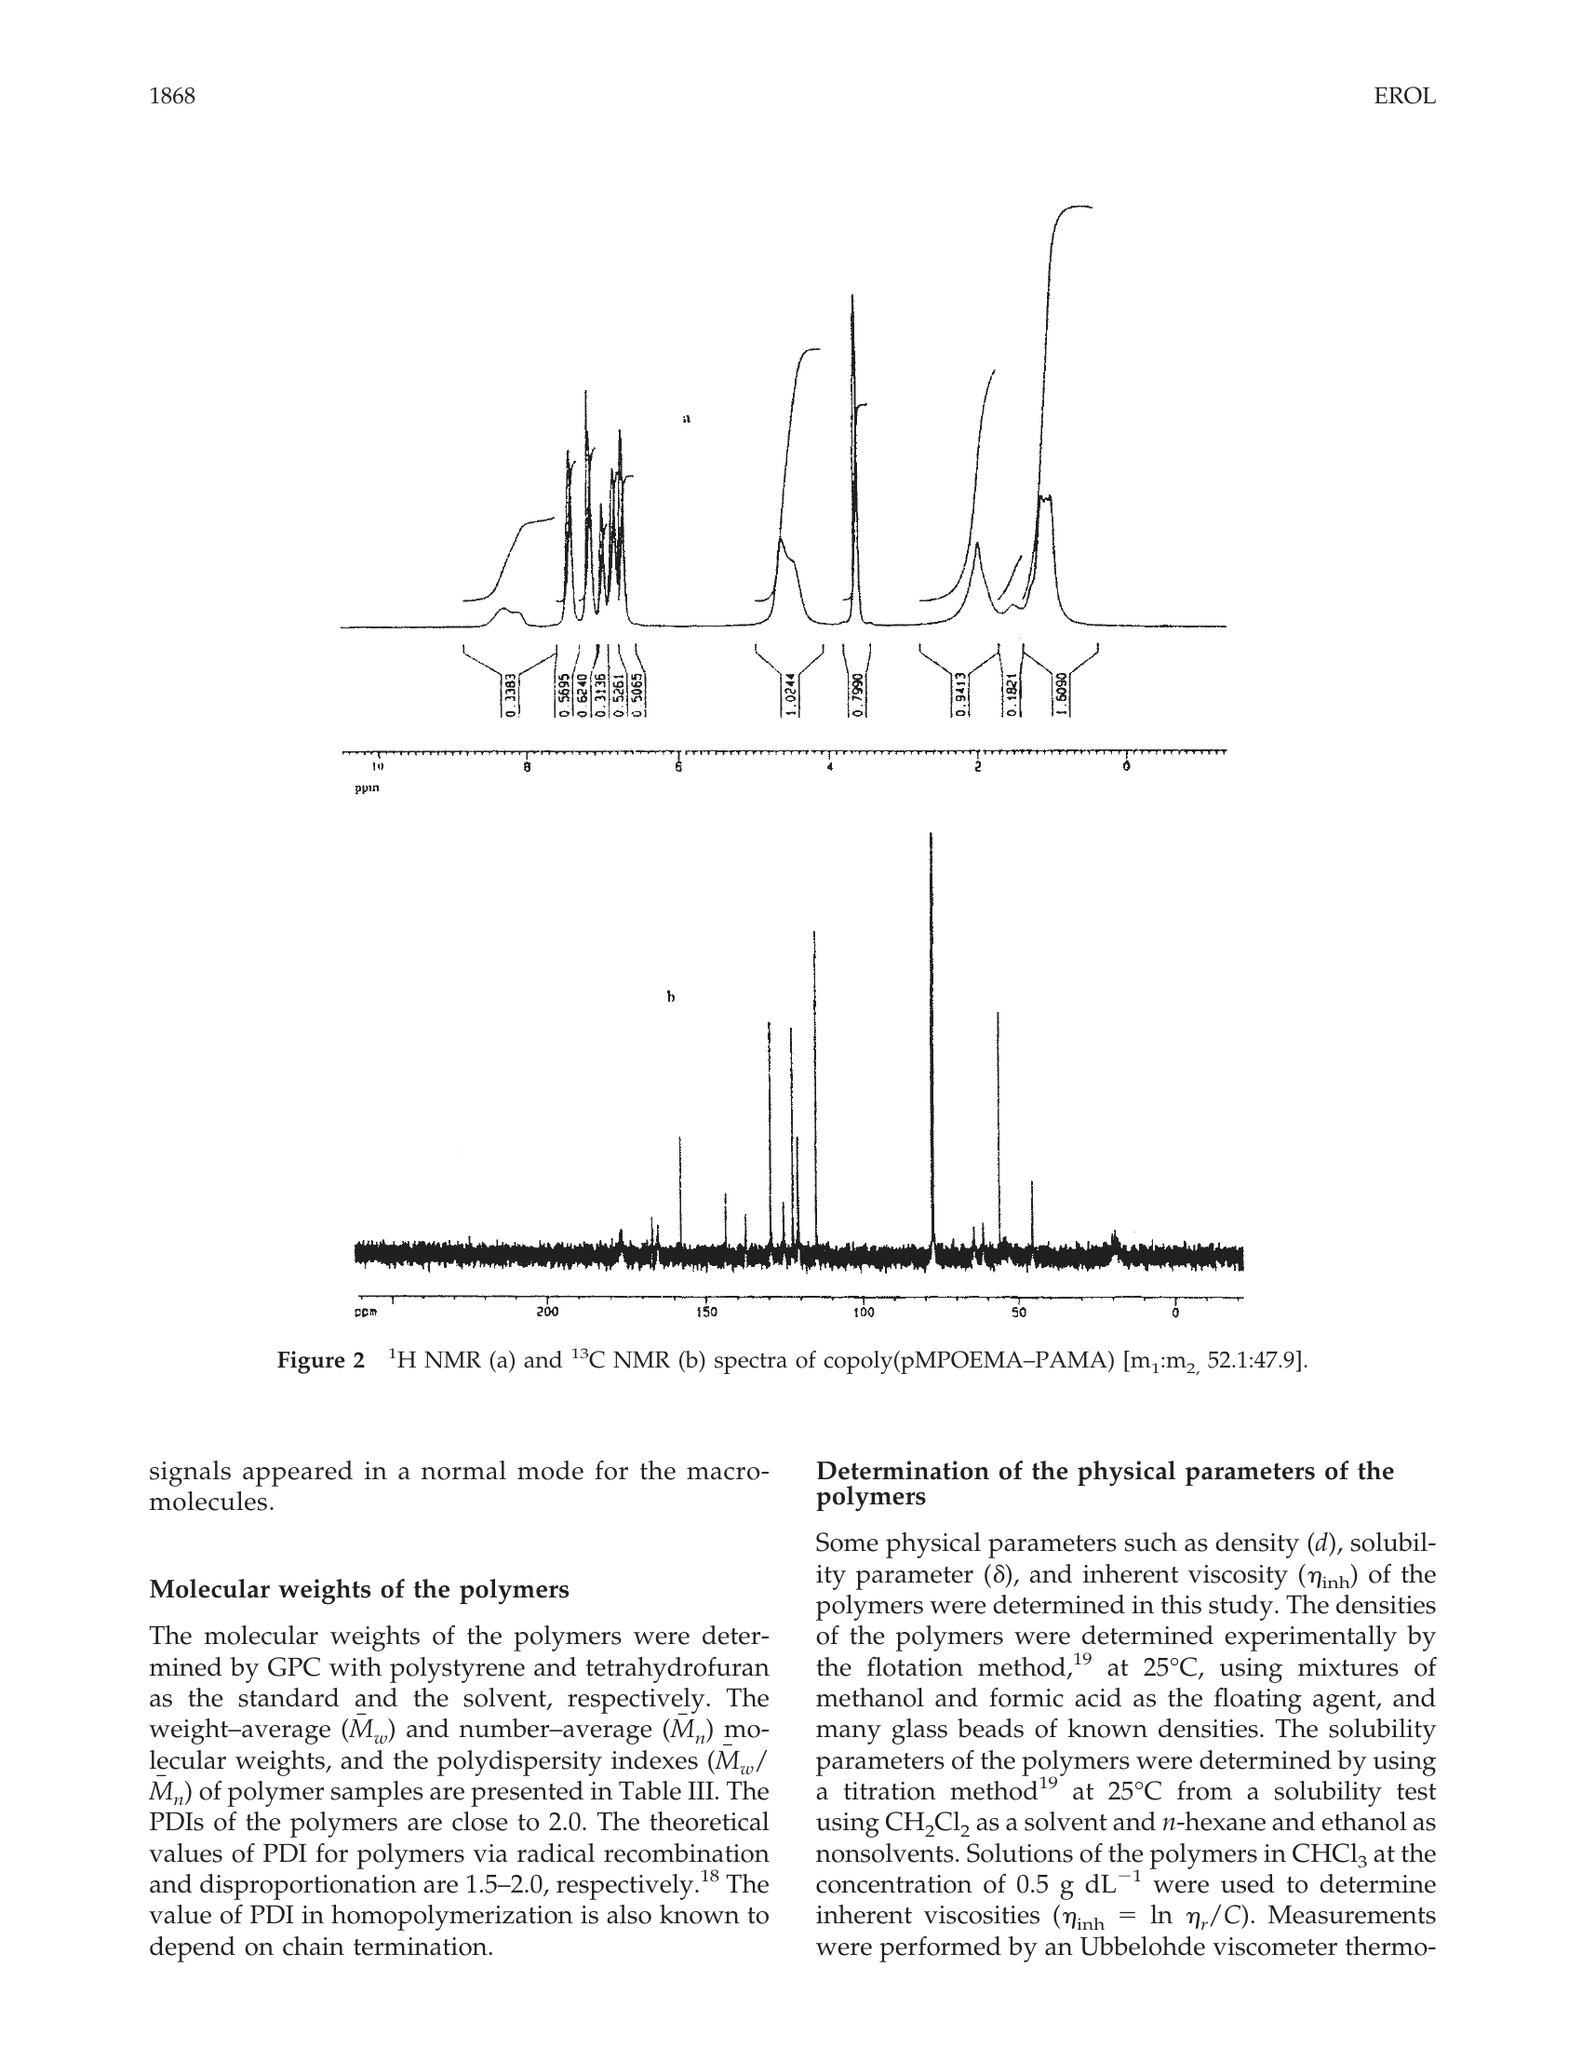 1868
EROL
a
0.3383
0.5695
0.6240
0.3136
0.5261
0.5065
1.0244
0.7990
0.9413
0.1821
1.6090
10 8 6 4 2 0
ppm
b
ppm 200 150 100 50 0
Figure 2 ¹H NMR (a) and ¹³C NMR (b) spectra of copoly(pMPOEMA–PAMA) [m₁:m₂, 52.1:47.9].
signals appeared in a normal mode for the macro-
molecules.
Molecular weights of the polymers
The molecular weights of the polymers were deter-
mined by GPC with polystyrene and tetrahydrofuran
as the standard and the solvent, respectively. The
weight–average (M̄w) and number–average (M̄n) mo-
lecular weights, and the polydispersity indexes (M̄w/
M̄n) of polymer samples are presented in Table III. The
PDIs of the polymers are close to 2.0. The theoretical
values of PDI for polymers via radical recombination
and disproportionation are 1.5–2.0, respectively.¹⁸ The
value of PDI in homopolymerization is also known to
depend on chain termination.
Determination of the physical parameters of the
polymers
Some physical parameters such as density (d), solubil-
ity parameter (δ), and inherent viscosity (ηinh) of the
polymers were determined in this study. The densities
of the polymers were determined experimentally by
the flotation method,¹⁹ at 25°C, using mixtures of
methanol and formic acid as the floating agent, and
many glass beads of known densities. The solubility
parameters of the polymers were determined by using
a titration method¹⁹ at 25°C from a solubility test
using CH₂Cl₂ as a solvent and n-hexane and ethanol as
nonsolvents. Solutions of the polymers in CHCl₃ at the
concentration of 0.5 g dL⁻¹ were used to determine
inherent viscosities (ηinh = ln ηr/C). Measurements
were performed by an Ubbelohde viscometer thermo-